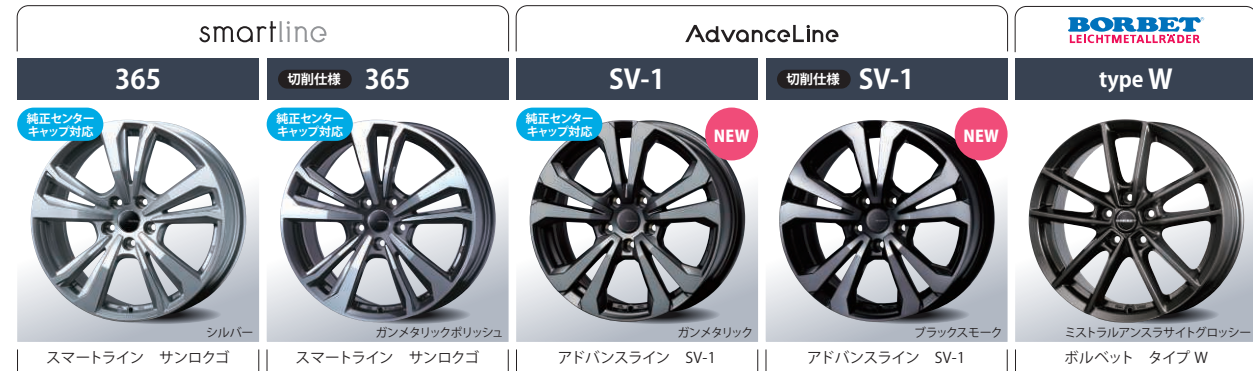 smartline
AdvanceLine
BORBET
LEICHTMETALLRÄDER
365
切削仕様 365
SV-1
切削仕様 SV-1
type W
純正センター
キャップ対応
純正センター
キャップ対応
純正センター
キャップ対応
NEW
NEW
シルバー
ガンメタリックポリッシュ
ガンメタリック
ブラックスモーク
ミストラルアンスラサイトグロッシー
スマートライン サンロクゴ
スマートライン サンロクゴ
アドバンスライン SV-1
アドバンスライン SV-1
ボルベット タイプ W